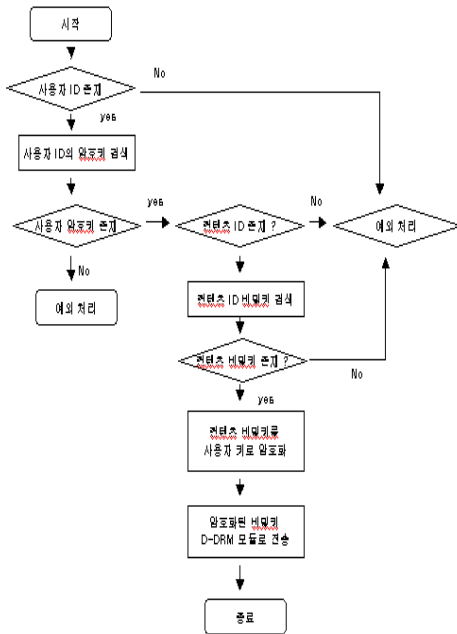 시작
사용자 ID 존재
No
yes
사용자 ID의 암호키 검색
사용자 암호키 존재
yes
컨텐츠 ID 존재 ?
No
예외 처리
No
예외 처리
컨텐츠 ID 비밀키 검색
컨텐츠 비밀키 존재 ?
No
yes
컨텐츠 비밀키를
사용자 키로 암호화
암호화된 비밀키
D-DRM 모듈로 전송
종료